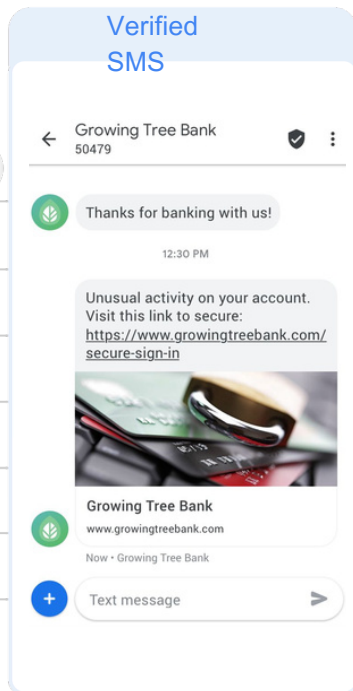 Verified
SMS
Growing Tree Bank
50479
Thanks for banking with us!
12:30 PM
Unusual activity on your account.
Visit this link to secure:
https://www.growingtreebank.com/
secure-sign-in
Growing Tree Bank
www.growingtreebank.com
Now • Growing Tree Bank
Text message